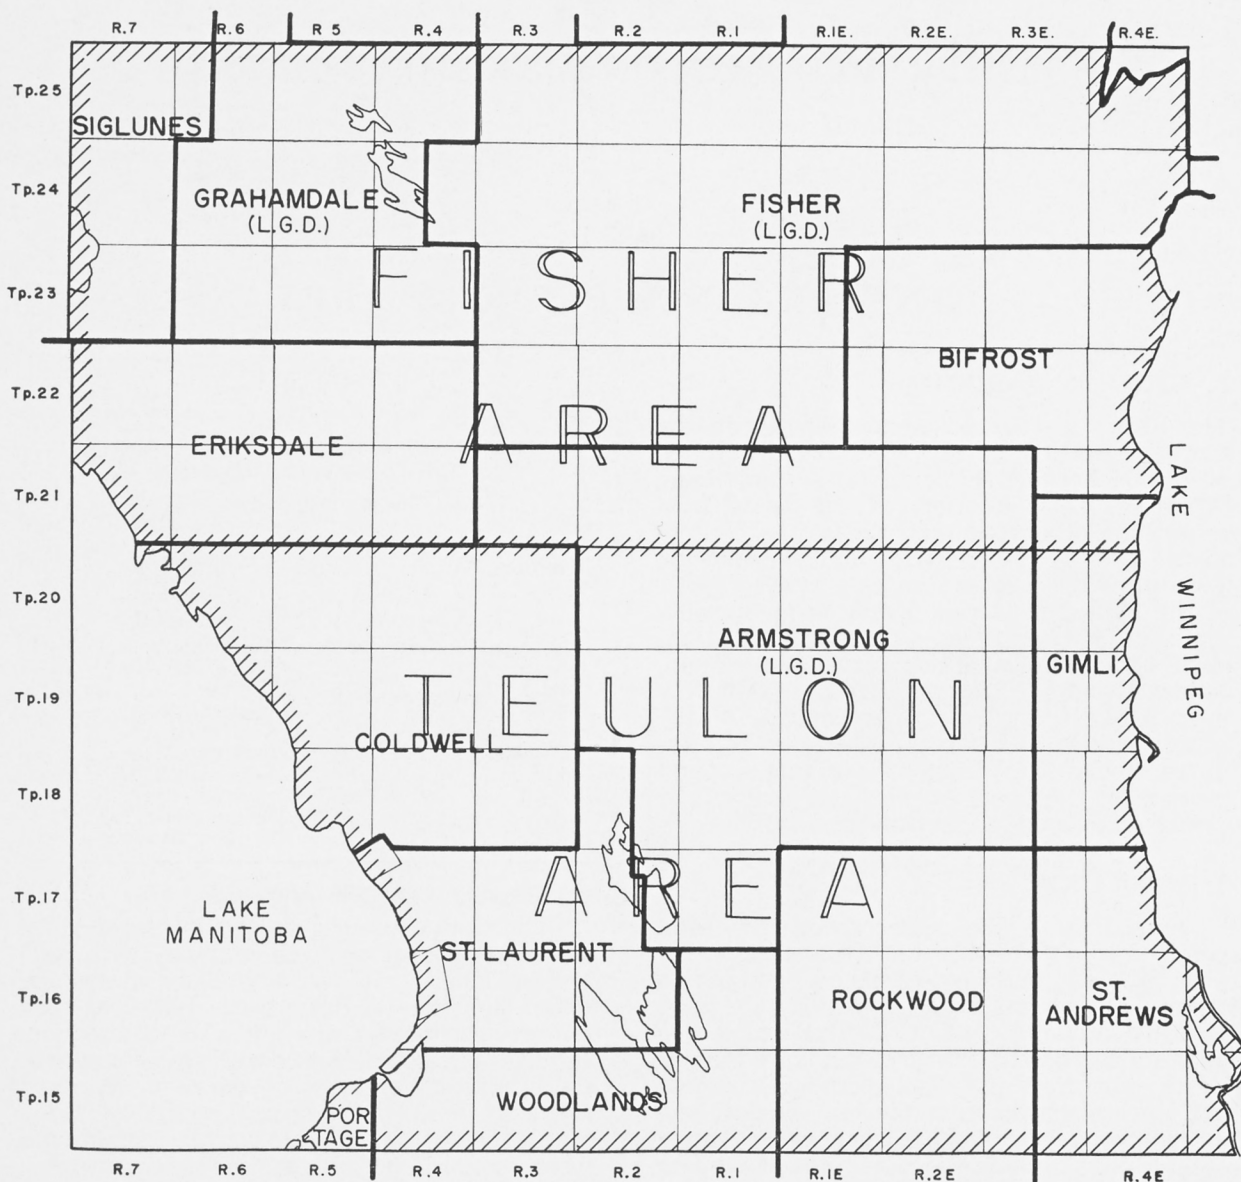 R.7 R.6 R 5 R.4 R.3 R.2 R.1 R.1E. R.2E. R.3E. R.4E.
Tp.25
SIGLUNES
Tp.24
GRAHAMDALE
(L.G.D.)
FISHER
(L.G.D.)
FISHER
Tp.23
BIFROST
Tp.22
AREA
ERIKSDALE
LAKE WINNIPEG
Tp.21
Tp.20
ARMSTRONG
(L.G.D.)
GIMLI
Tp.19
TEULON
COLDWELL
Tp.18
AREA
Tp.17
LAKE
MANITOBA
ST. LAURENT
Tp.16
ROCKWOOD
ST.
ANDREWS
Tp.15
WOODLANDS
POR
TAGE
R.7 R.6 R.5 R.4 R.3 R.2 R.1 R.1E R.2E R.4E